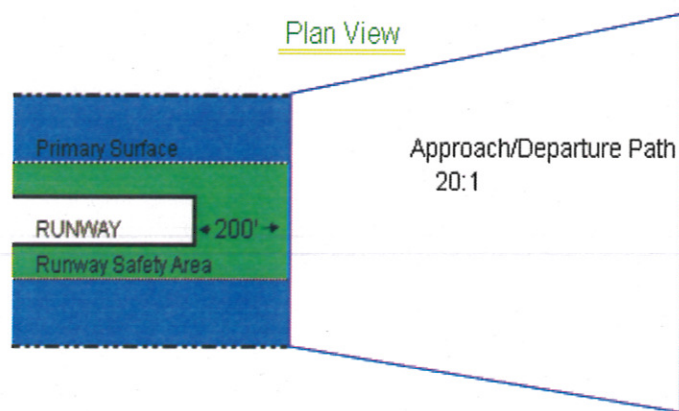 Plan View
Primary Surface
Approach/Departure Path
20:1
RUNWAY
200'
Runway Safety Area